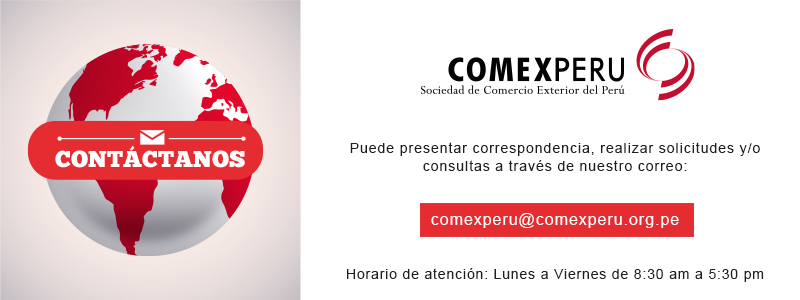 CONTÁCTANOS
COMEXPERU
Sociedad de Comercio Exterior del Perú
Puede presentar correspondencia, realizar solicitudes y/o
consultas a través de nuestro correo:
comexperu@comexperu.org.pe
Horario de atención: Lunes a Viernes de 8:30 am a 5:30 pm